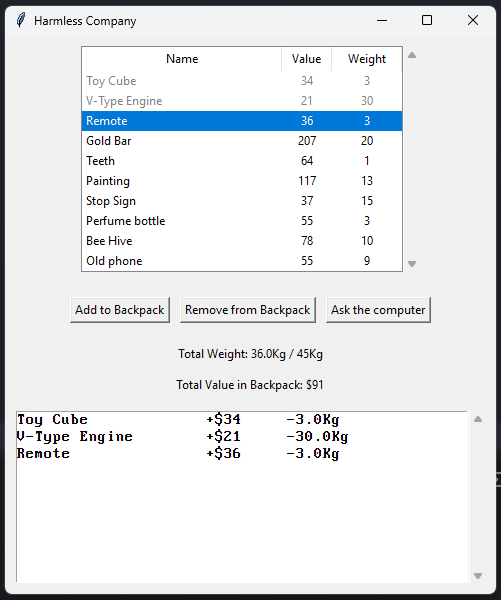 Harmless Company
Name Value Weight
Toy Cube 34 3
V-Type Engine 21 30
Remote 36 3
Gold Bar 207 20
Teeth 64 1
Painting 117 13
Stop Sign 37 15
Perfume bottle 55 3
Bee Hive 78 10
Old phone 55 9
Add to Backpack Remove from Backpack Ask the computer
Total Weight: 36.0Kg / 45Kg
Total Value in Backpack: $91
Toy Cube +$34 -3.0Kg
V-Type Engine +$21 -30.0Kg
Remote +$36 -3.0Kg